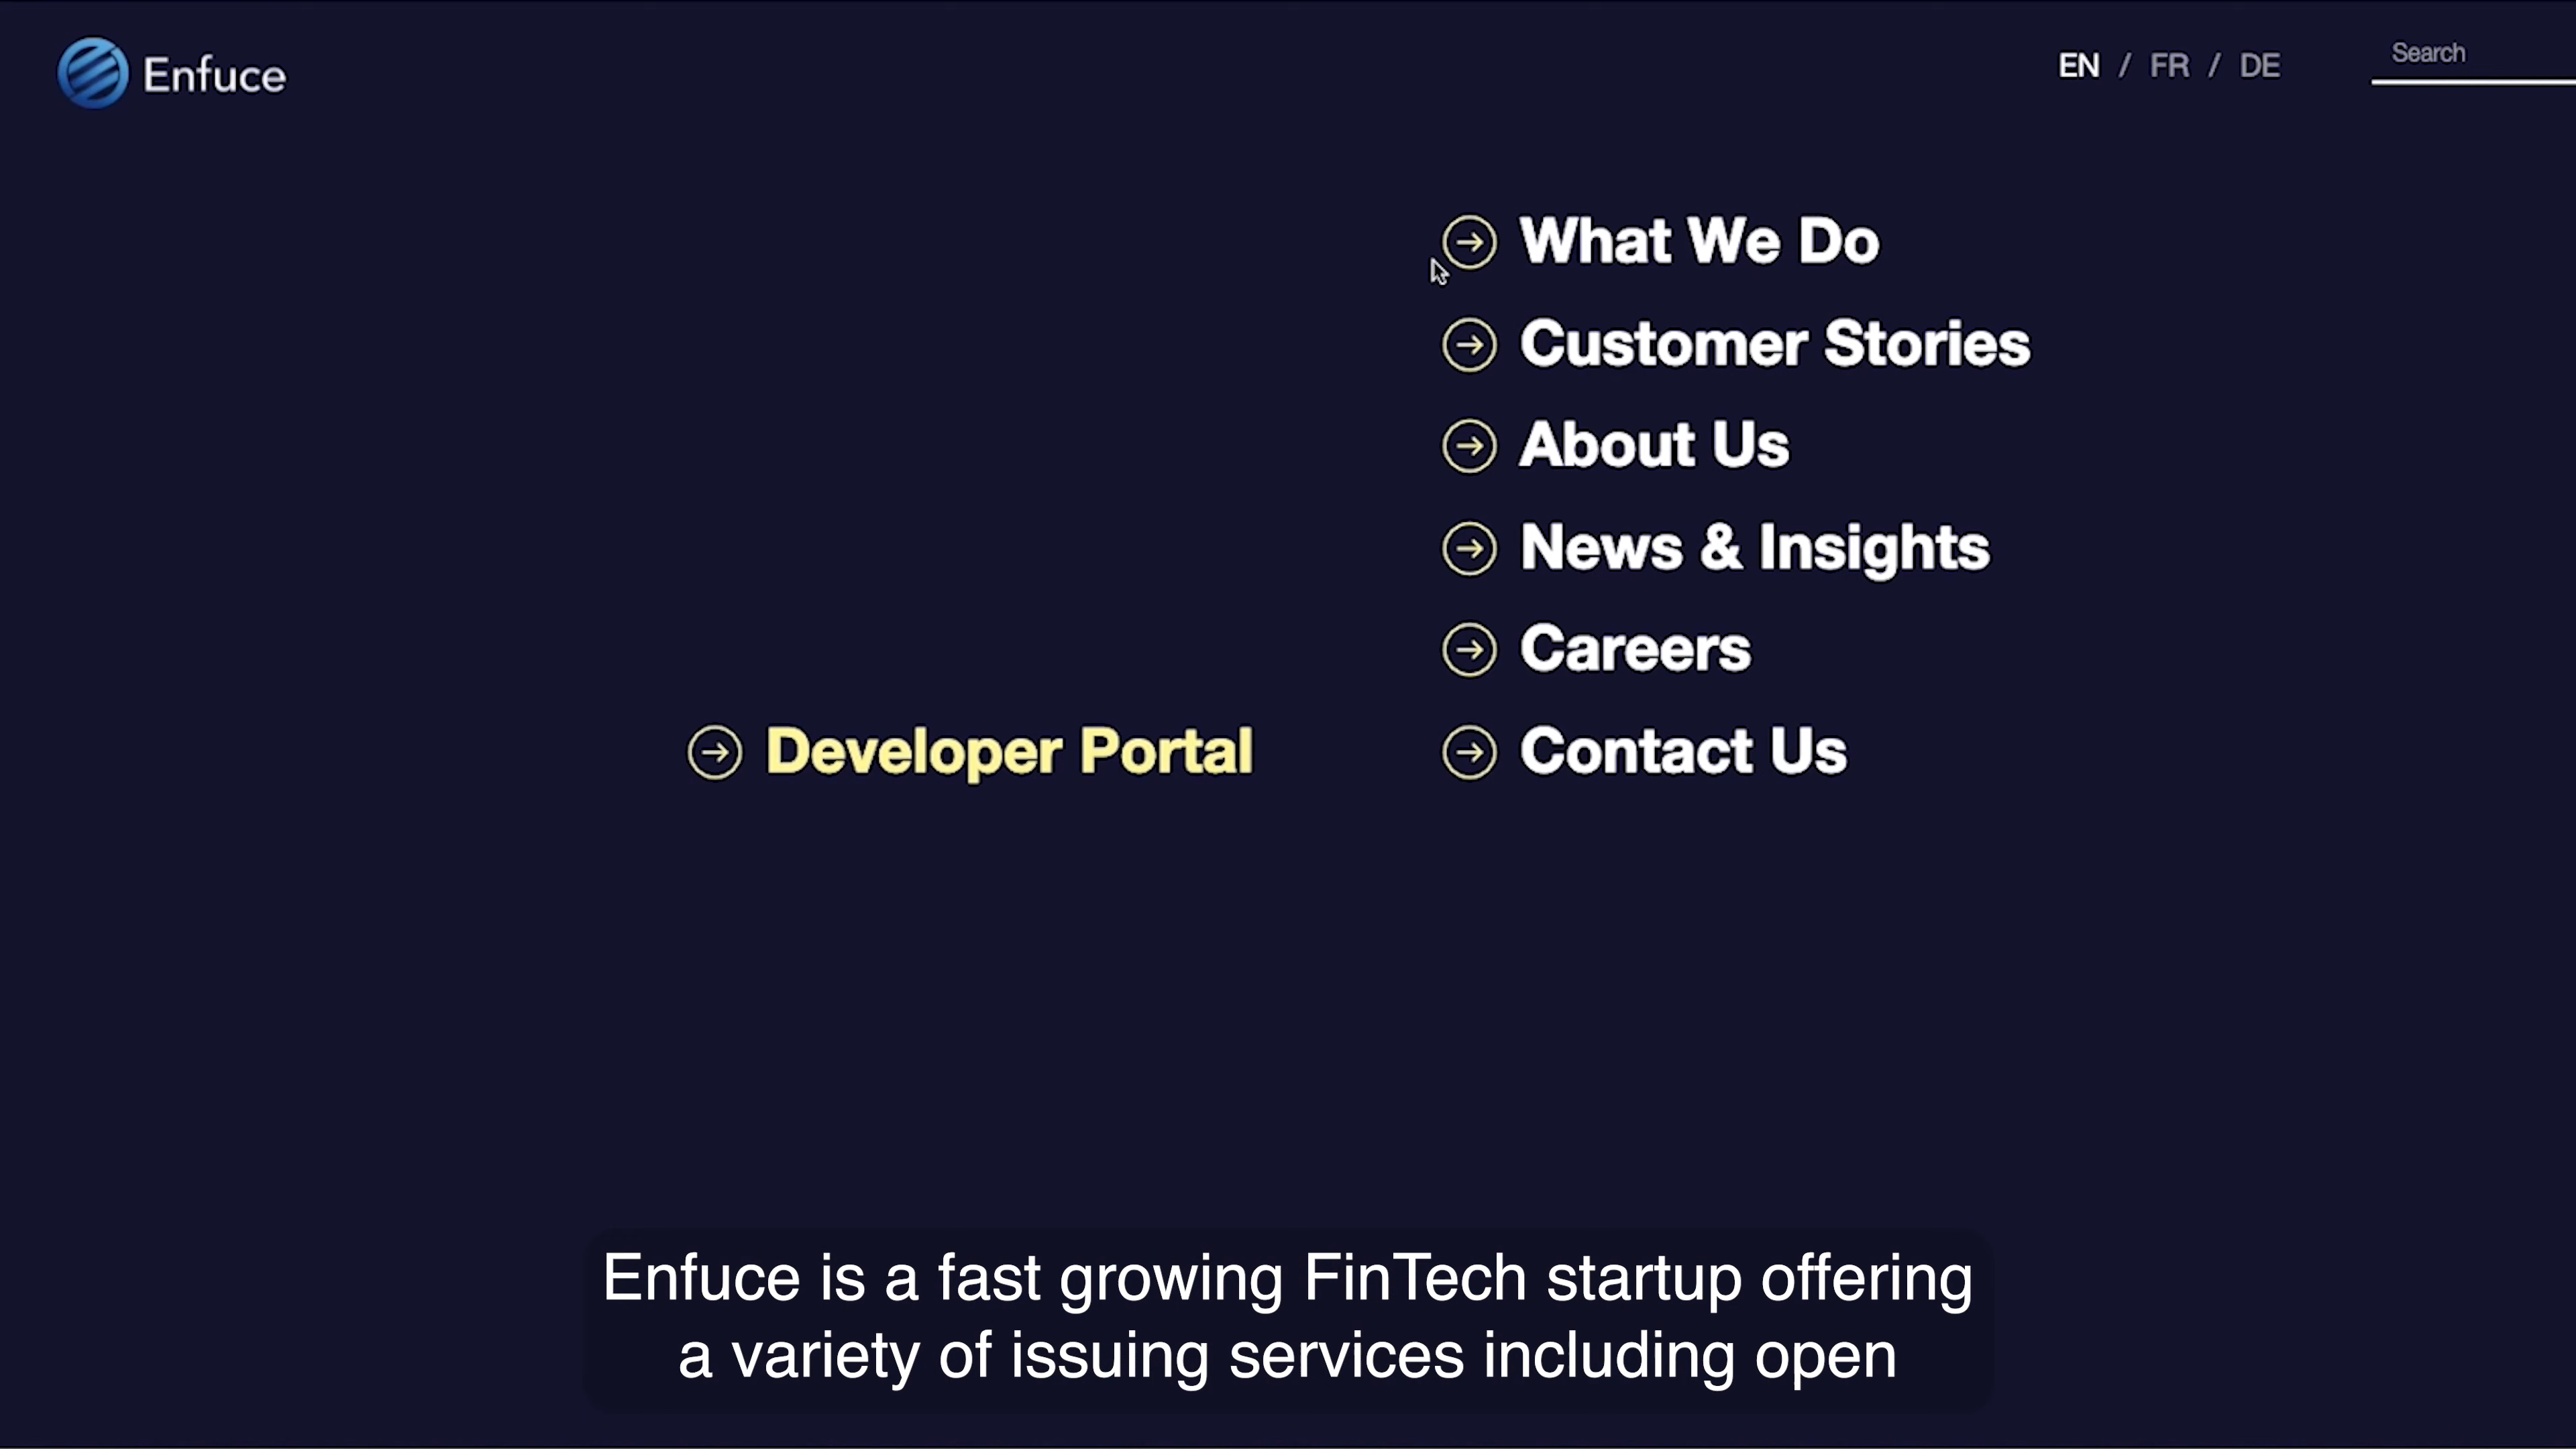 Enfuce
EN / FR / DE
Search
What We Do
Customer Stories
About Us
News & Insights
Careers
Developer Portal
Contact Us
Enfuce is a fast growing FinTech startup offering
a variety of issuing services including open